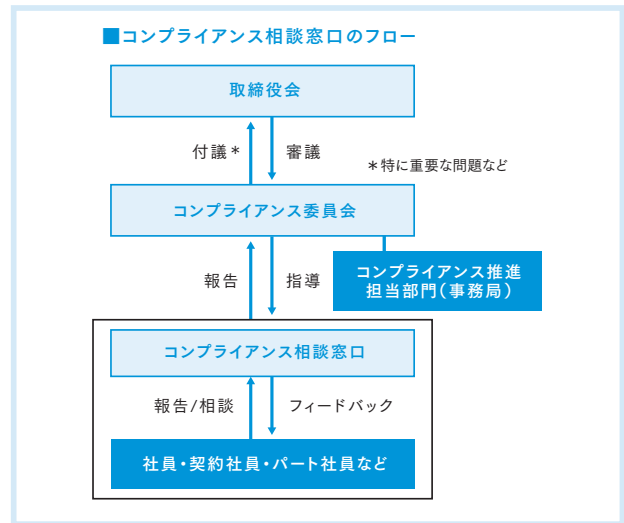 ■コンプライアンス相談窓口のフロー
取締役会
付議＊
審議
＊特に重要な問題など
コンプライアンス委員会
報告
指導
コンプライアンス推進
担当部門（事務局）
コンプライアンス相談窓口
報告/相談
フィードバック
社員・契約社員・パート社員など